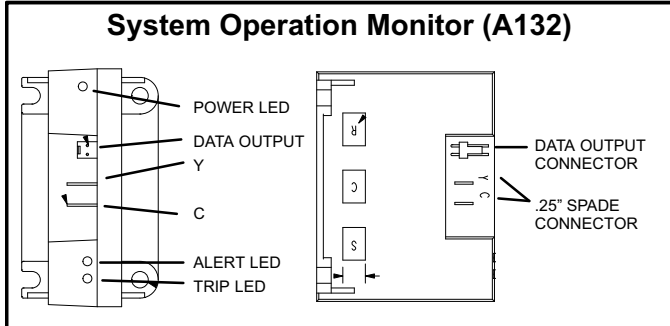 System Operation Monitor (A132)
POWER LED
DATA OUTPUT
Y
C
ALERT LED
TRIP LED
R
C
S
Y
C
DATA OUTPUT
CONNECTOR
.25” SPADE
CONNECTOR